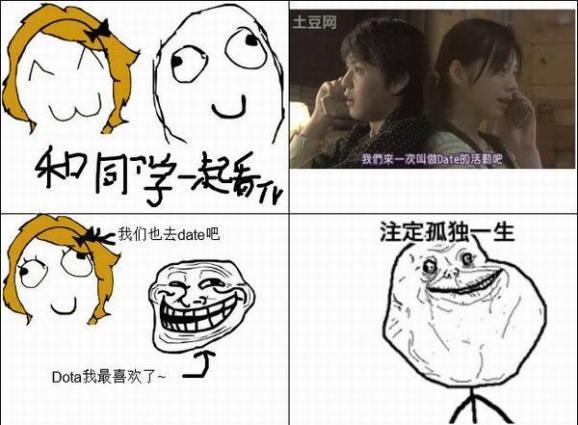 和同学一起看TV
土豆网
我們來一次叫做Date的活動吧
我们也去date吧
Dota我最喜欢了~
注定孤独一生